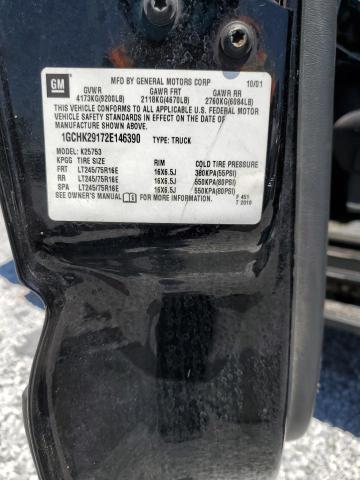 GM
MFD BY GENERAL MOTORS CORP 10/01
GVWR GAWR FRT GAWR RR
4173KG(9200LB) 2118KG(4670LB) 2760KG(6084LB)
THIS VEHICLE CONFORMS TO ALL APPLICABLE U.S. FEDERAL MOTOR
VEHICLE SAFETY STANDARDS IN EFFECT ON THE DATE OF
MANUFACTURE SHOWN ABOVE.
1GCHK29172E146390 TYPE: TRUCK
MODEL: K25753
KPGG TIRE SIZE RIM COLD TIRE PRESSURE
FRT LT245/75R16E 16X6.5J 380KPA(55PSI)
RR LT245/75R16E 16X6.5J 550KPA(80PSI)
SPA LT245/75R16E 16X6.5J 550KPA(80PSI)
SEE OWNER'S MANUAL FOR ADDITIONAL INFORMATION.